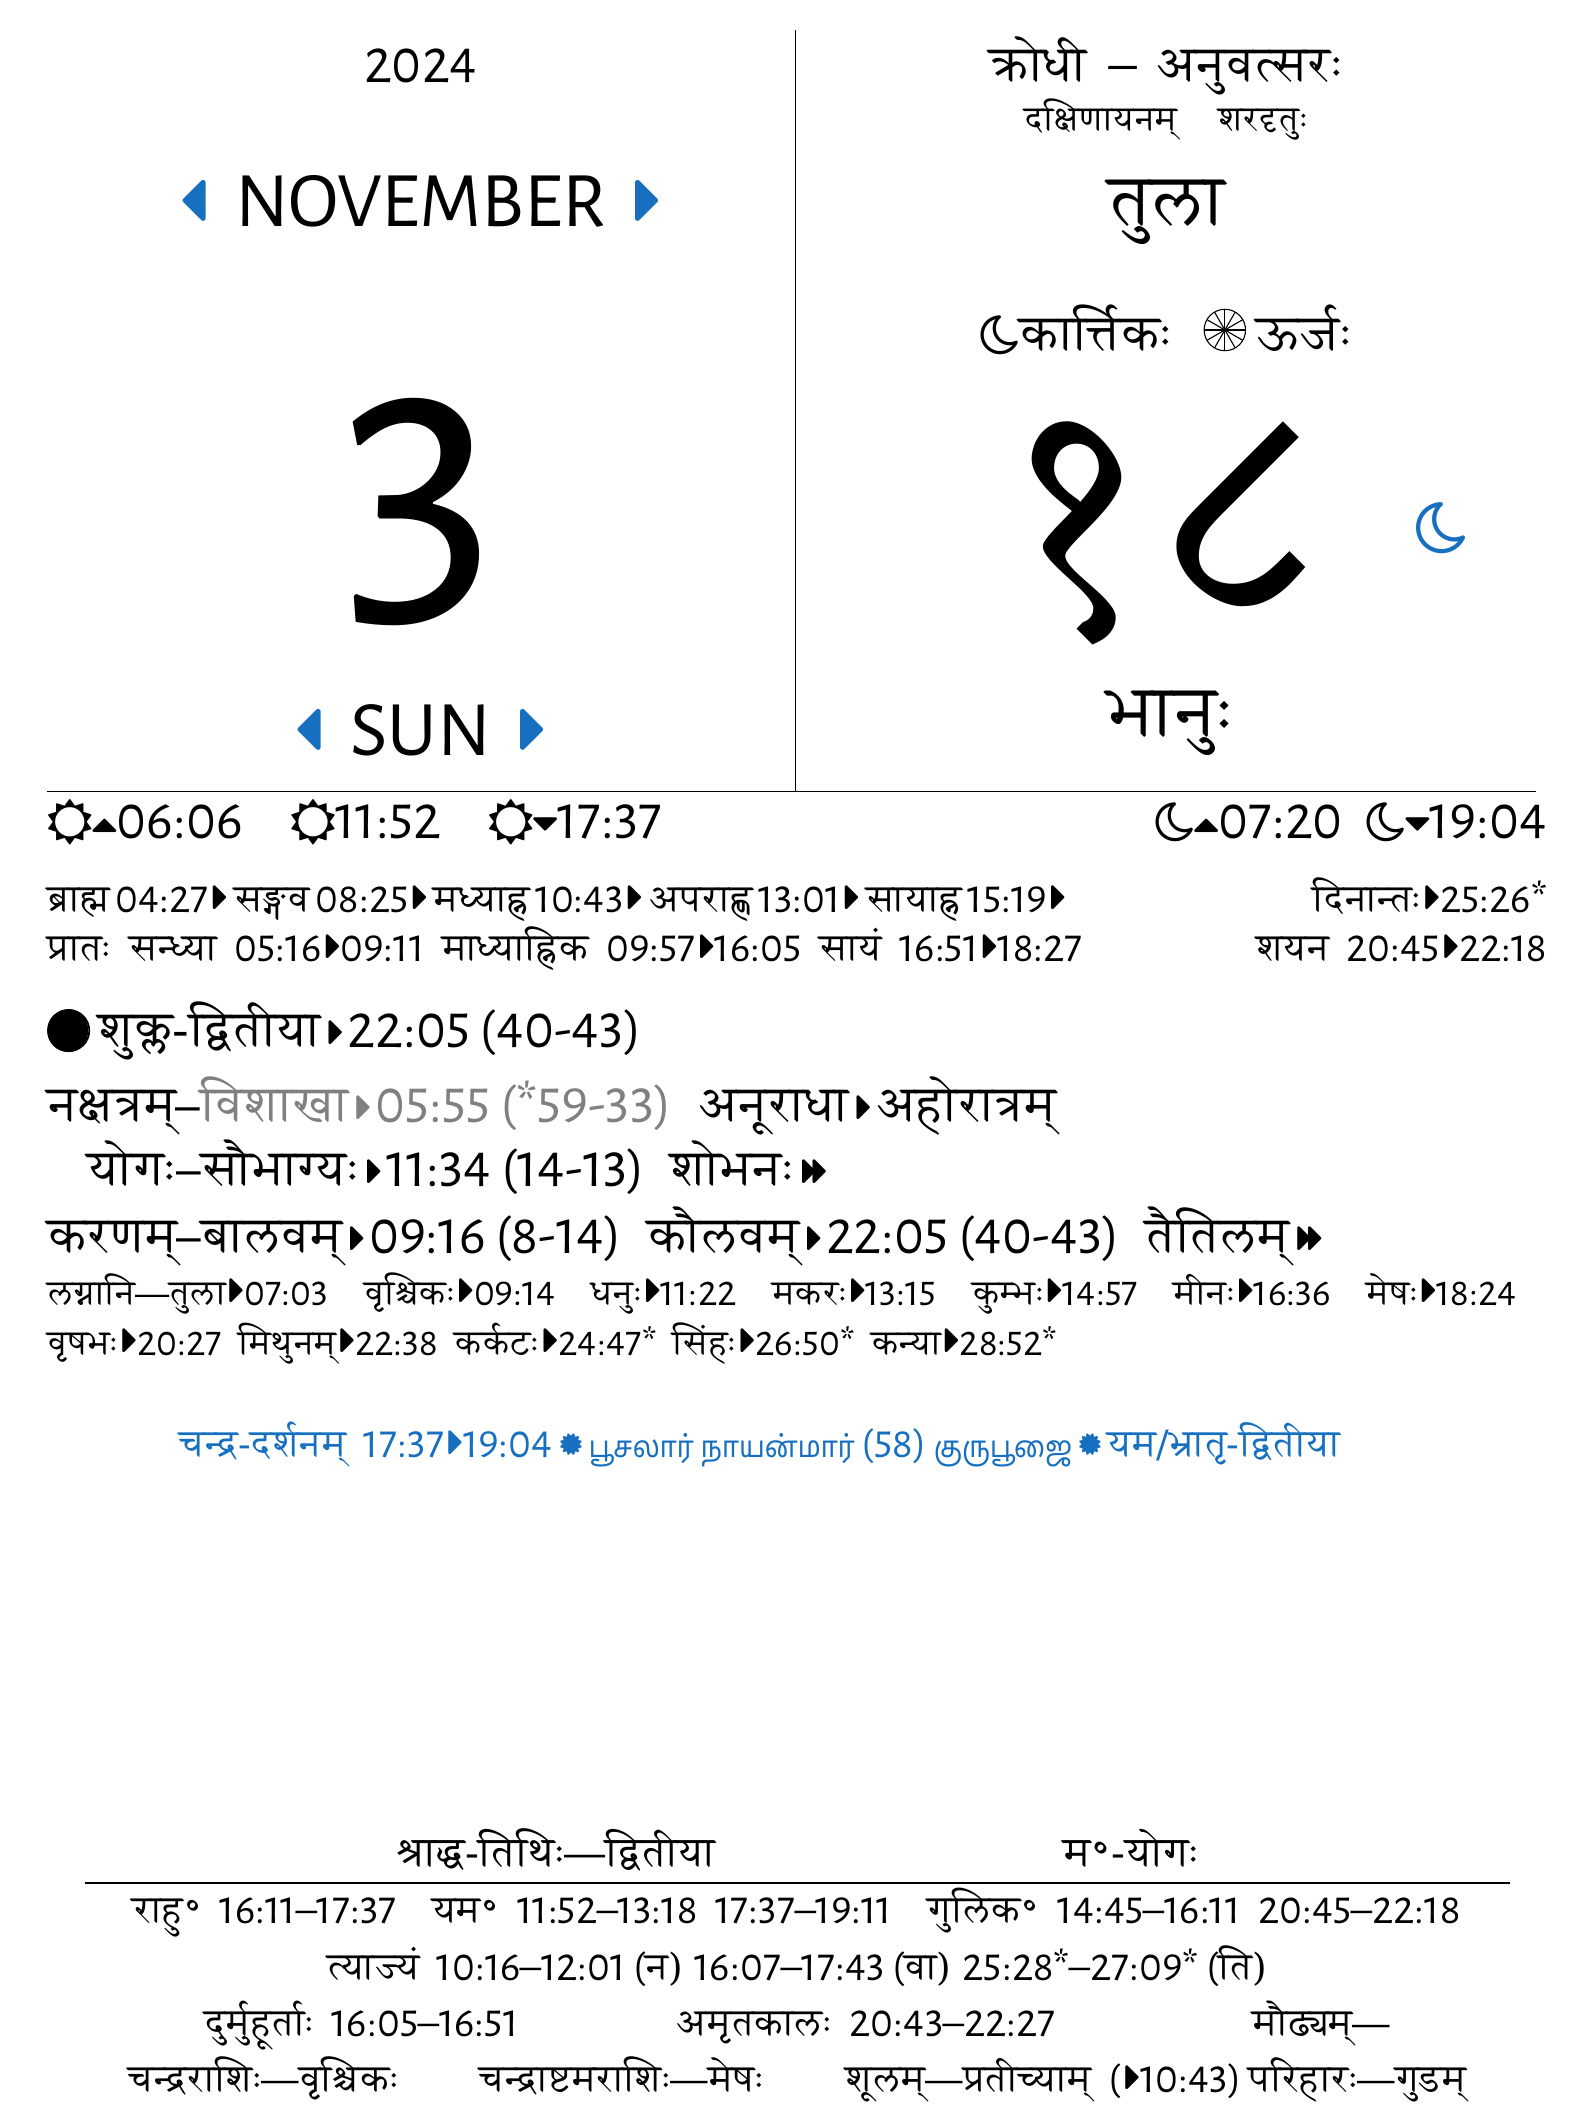 2024
NOVEMBER
3
SUN
क्रोधी – अनुवत्सरः
दक्षिणायनम् शरदृतुः
तुला
कार्त्तिकः ऊर्जः
१८
भानुः
06:06 11:52 17:37 07:20 19:04
ब्राह्म 04:27 सङ्गव 08:25 मध्याह्न 10:43 अपराह्ण 13:01 सायाह्न 15:19 दिनान्तः 25:26*
प्रातः सन्ध्या 05:16 09:11 माध्याह्निक 09:57 16:05 सायं 16:51 18:27 शयन 20:45 22:18
शुक्ल-द्वितीया 22:05 (40-43)
नक्षत्रम्–विशाखा 05:55 (*59-33) अनूराधा अहोरात्रम्
योगः–सौभाग्यः 11:34 (14-13) शोभनः
करणम्–बालवम् 09:16 (8-14) कौलवम् 22:05 (40-43) तैतिलम्
लग्नानि—तुला 07:03 वृश्चिकः 09:14 धनुः 11:22 मकरः 13:15 कुम्भः 14:57 मीनः 16:36 मेषः 18:24
वृषभः 20:27 मिथुनम् 22:38 कर्कटः 24:47* सिंहः 26:50* कन्या 28:52*
चन्द्र-दर्शनम् 17:37 19:04 பூசலார் நாயன்மார் (58) குருபூஜை यम/भ्रातृ-द्वितीया
श्राद्ध-तिथिः—द्वितीया म॰-योगः
राहु॰ 16:11–17:37 यम॰ 11:52–13:18 17:37–19:11 गुलिक॰ 14:45–16:11 20:45–22:18
त्याज्यं 10:16–12:01 (न) 16:07–17:43 (वा) 25:28*–27:09* (ति)
दुर्मुहूर्ताः 16:05–16:51 अमृतकालः 20:43–22:27 मौढ्यम्—
चन्द्रराशिः—वृश्चिकः चन्द्राष्टमराशिः—मेषः शूलम्—प्रतीच्याम् (10:43) परिहारः—गुडम्